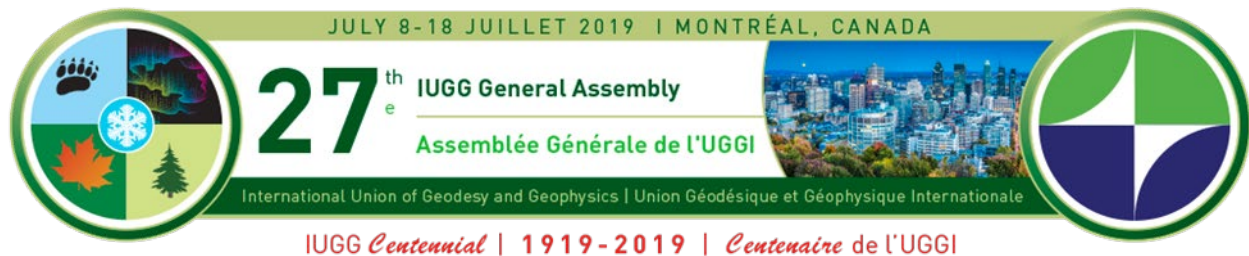 JULY 8-18 JUILLET 2019 | MONTRÉAL, CANADA
27th e
IUGG General Assembly
Assemblée Générale de l'UGGI
International Union of Geodesy and Geophysics | Union Géodésique et Géophysique Internationale
IUGG Centennial | 1919-2019 | Centenaire de l'UGGI